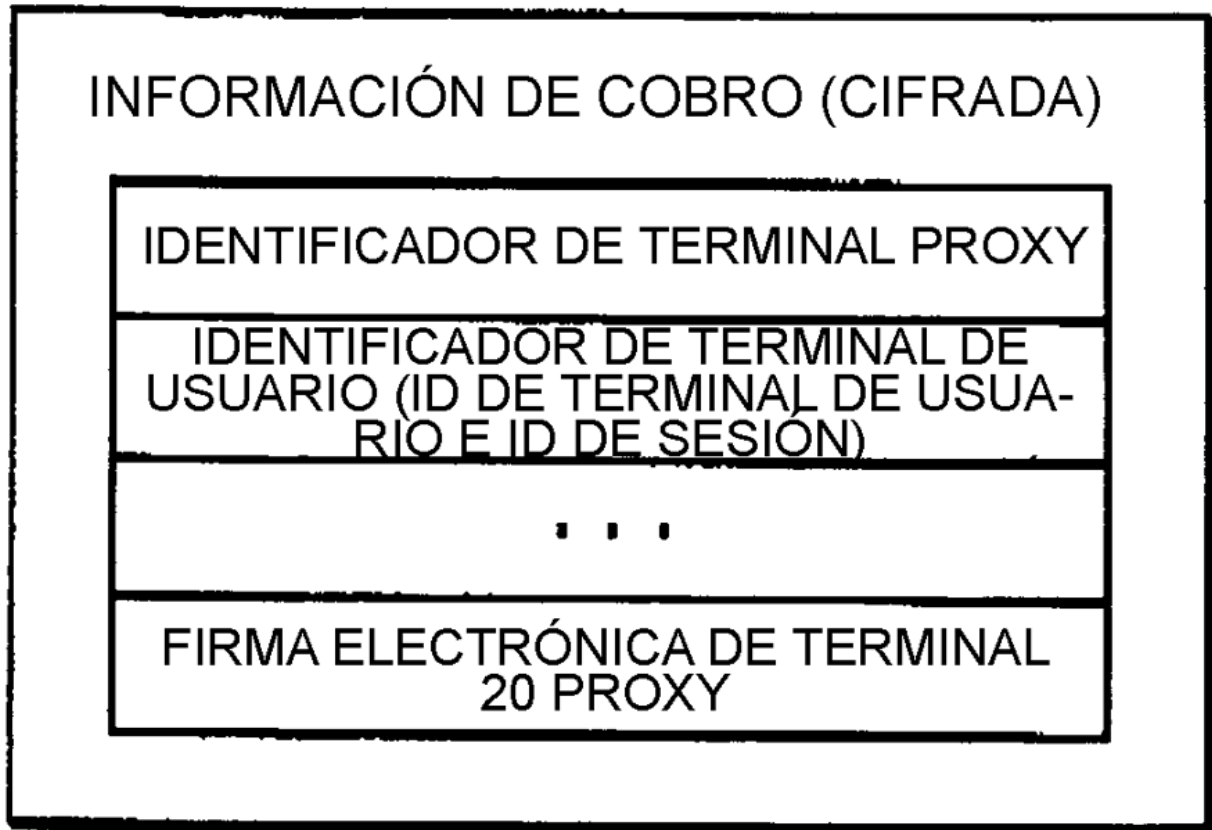 INFORMACIÓN DE COBRO (CIFRADA)
IDENTIFICADOR DE TERMINAL PROXY
IDENTIFICADOR DE TERMINAL DE
USUARIO (ID DE TERMINAL DE USUA-
RIO E ID DE SESIÓN)
...
FIRMA ELECTRÓNICA DE TERMINAL
20 PROXY